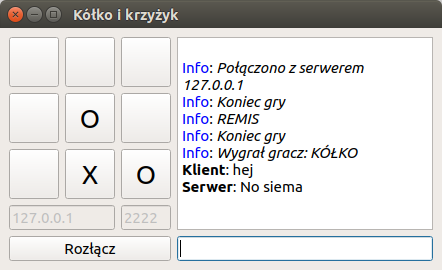 Kółko i krzyżyk
O
X O
127.0.0.1 2222
Rozłącz
Info: Połączono z serwerem
127.0.0.1
Info: Koniec gry
Info: REMIS
Info: Koniec gry
Info: Wygrał gracz: KÓŁKO
Klient: hej
Serwer: No siema